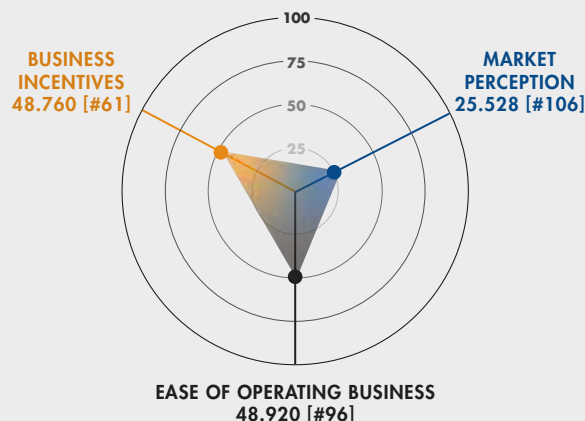 100
75
50
25
BUSINESS
INCENTIVES
48.760 [#61]
MARKET
PERCEPTION
25.528 [#106]
EASE OF OPERATING BUSINESS
48.920 [#96]